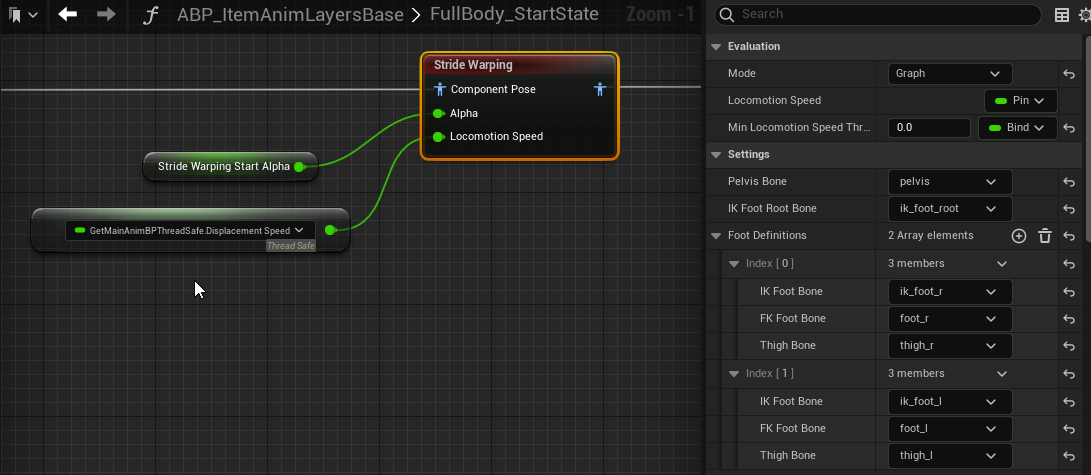 ABP_ItemAnimLayersBase > FullBody_StartState
Zoom -1
Stride Warping
Component Pose
Alpha
Locomotion Speed
Stride Warping Start Alpha
GetMainAnimBPThreadSafe.Displacement Speed
Thread Safe
Search
Evaluation
Mode Graph
Locomotion Speed Pin
Min Locomotion Speed Thr... 0.0 Bind
Settings
Pelvis Bone pelvis
IK Foot Root Bone ik_foot_root
Foot Definitions 2 Array elements
Index [ 0 ] 3 members
IK Foot Bone ik_foot_r
FK Foot Bone foot_r
Thigh Bone thigh_r
Index [ 1 ] 3 members
IK Foot Bone ik_foot_l
FK Foot Bone foot_l
Thigh Bone thigh_l